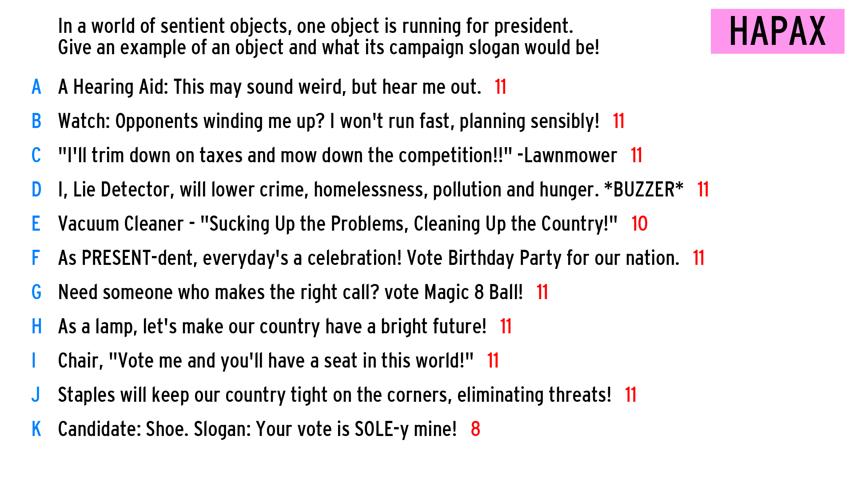 In a world of sentient objects, one object is running for president.
Give an example of an object and what its campaign slogan would be!
HAPAX
A A Hearing Aid: This may sound weird, but hear me out. 11
B Watch: Opponents winding me up? I won't run fast, planning sensibly! 11
C "I'll trim down on taxes and mow down the competition!!" -Lawnmower 11
D I, Lie Detector, will lower crime, homelessness, pollution and hunger. *BUZZER* 11
E Vacuum Cleaner - "Sucking Up the Problems, Cleaning Up the Country!" 10
F As PRESENT-dent, everyday's a celebration! Vote Birthday Party for our nation. 11
G Need someone who makes the right call? vote Magic 8 Ball! 11
H As a lamp, let's make our country have a bright future! 11
I Chair, "Vote me and you'll have a seat in this world!" 11
J Staples will keep our country tight on the corners, eliminating threats! 11
K Candidate: Shoe. Slogan: Your vote is SOLE-y mine! 8